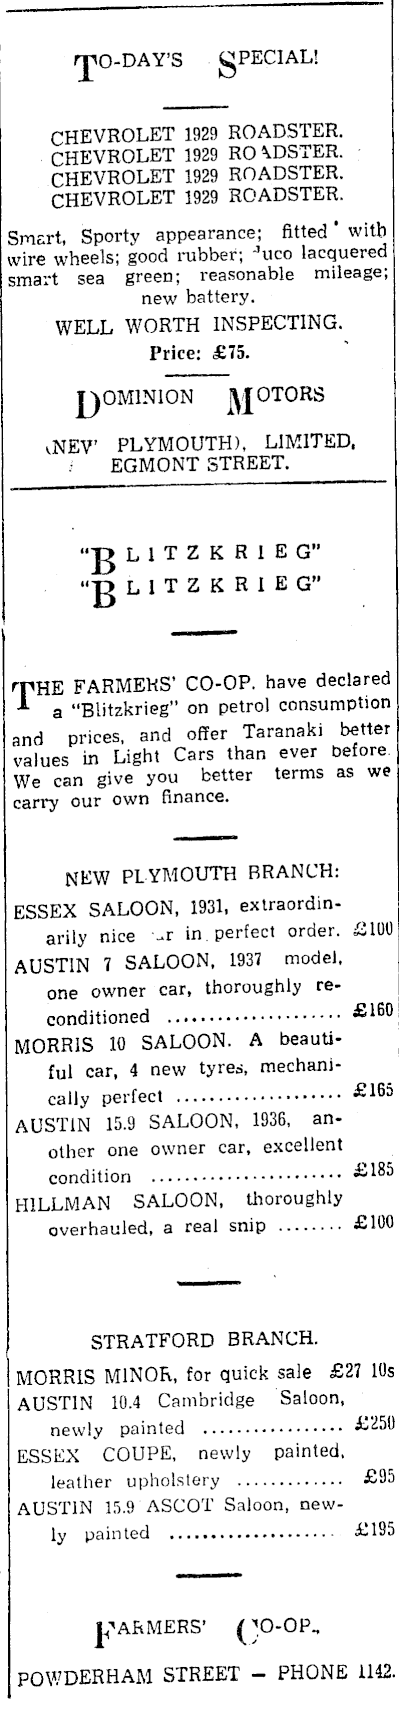 TO-DAY'S SPECIAL!
CHEVROLET 1929 ROADSTER.
CHEVROLET 1929 ROADSTER.
CHEVROLET 1929 ROADSTER.
CHEVROLET 1929 ROADSTER.
Smart, Sporty appearance; fitted with
wire wheels; good rubber; Duco lacquered
smart sea green; reasonable mileage;
new battery.
WELL WORTH INSPECTING.
Price: £75.
DOMINION MOTORS
(NEW PLYMOUTH), LIMITED,
EGMONT STREET.
"BLITZKRIEG"
"BLITZKRIEG"
THE FARMERS' CO-OP. have declared
a "Blitzkrieg" on petrol consumption
and prices, and offer Taranaki better
values in Light Cars than ever before.
We can give you better terms as we
carry our own finance.
NEW PLYMOUTH BRANCH:
ESSEX SALOON, 1931, extraordin-
arily nice in perfect order. £100
AUSTIN 7 SALOON, 1937 model,
one owner car, thoroughly re-
conditioned .................... £160
MORRIS 10 SALOON. A beauti-
ful car, 4 new tyres, mechani-
cally perfect .................... £165
AUSTIN 15.9 SALOON, 1936, an-
other one owner car, excellent
condition ....................... £185
HILLMAN SALOON, thoroughly
overhauled, a real snip ........ £100
STRATFORD BRANCH.
MORRIS MINOR, for quick sale £27 10s
AUSTIN 10.4 Cambridge Saloon,
newly painted ................. £250
ESSEX COUPE, newly painted,
leather upholstery ............. £95
AUSTIN 15.9 ASCOT Saloon, new-
ly painted .................... £195
FARMERS' CO-OP.,
POWDERHAM STREET — PHONE 1142.